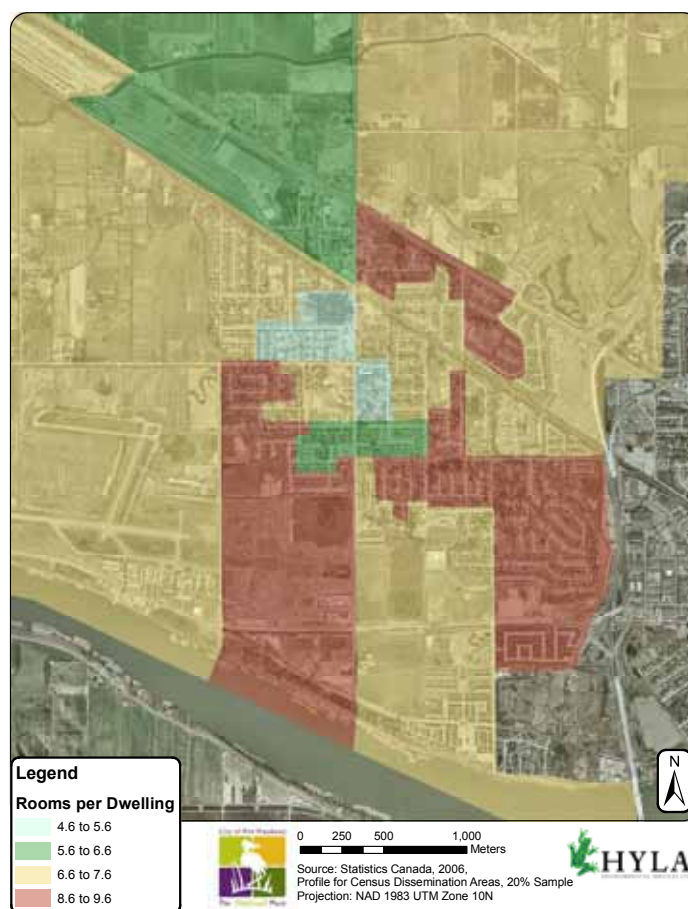 N
Legend
Rooms per Dwelling
4.6 to 5.6
5.6 to 6.6
6.6 to 7.6
8.6 to 9.6
0 250 500 1,000
Meters
Source: Statistics Canada, 2006,
Profile for Census Dissemination Areas, 20% Sample
Projection: NAD 1983 UTM Zone 10N
HYLA